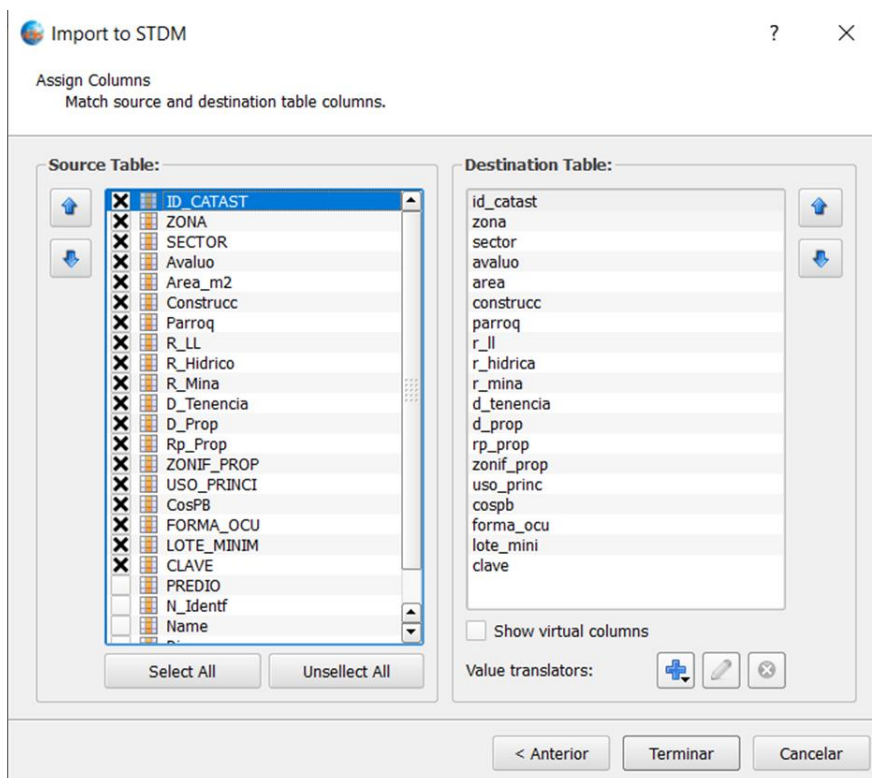 Import to STDM
?
Assign Columns
Match source and destination table columns.
Source Table:
ID_CATAST
ZONA
SECTOR
Avaluo
Area_m2
Construcc
Parroq
R_LL
R_Hidrico
R_Mina
D_Tenencia
D_Prop
Rp_Prop
ZONIF_PROP
USO_PRINCI
CosPB
FORMA_OCU
LOTE_MINIM
CLAVE
PREDIO
N_Identf
Name
Select All
Unsellect All
Destination Table:
id_catast
zona
sector
avaluo
area
construcc
parroq
r_ll
r_hidrica
r_mina
d_tenencia
d_prop
rp_prop
zonif_prop
uso_princ
cospb
forma_ocu
lote_mini
clave
Show virtual columns
Value translators:
< Anterior
Terminar
Cancelar